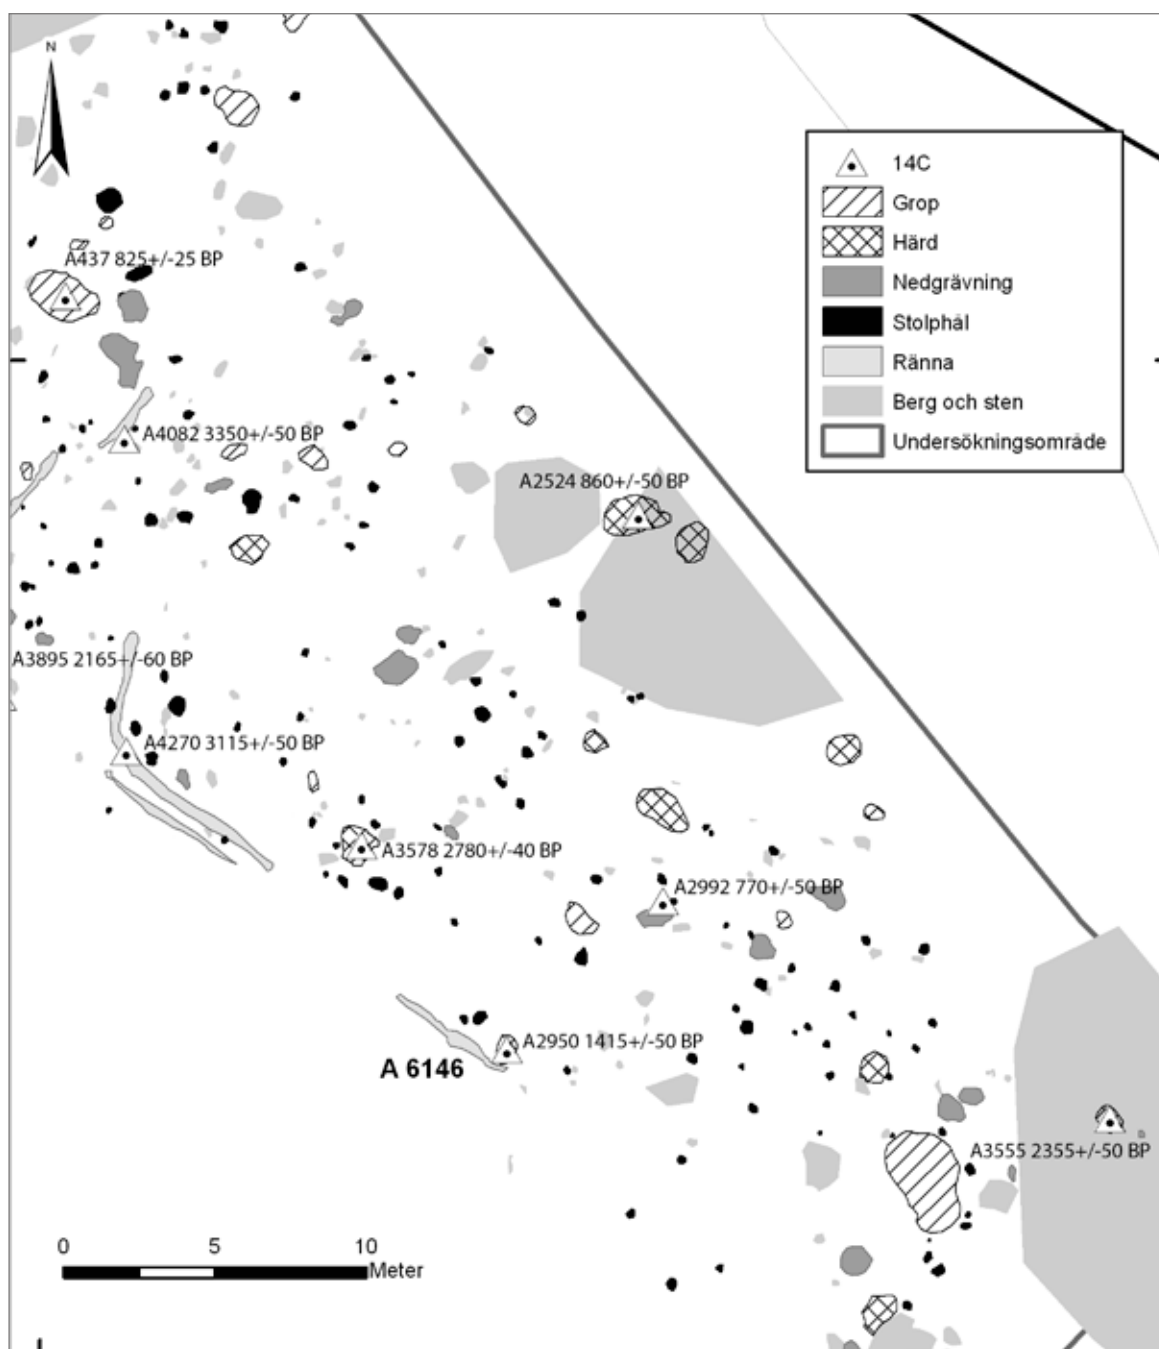 N
14C
Grop
Härd
Nedgrävning
Stolphål
Ränna
Berg och sten
Undersökningsområde
A437 825+/-25 BP
A4082 3350+/-50 BP
A2524 860+/-50 BP
A3895 2165+/-60 BP
A4270 3115+/-50 BP
A3578 2780+/-40 BP
A2992 770+/-50 BP
A2950 1415+/-50 BP
A 6146
A3555 2355+/-50 BP
0 5 10
Meter